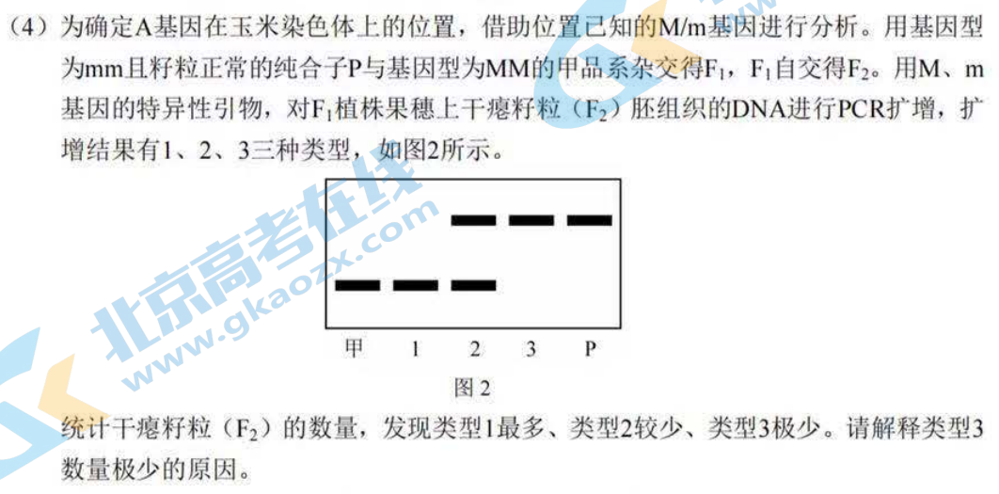 （4）为确定A基因在玉米染色体上的位置，借助位置已知的M/m基因进行分析。用基因型
为mm且籽粒正常的纯合子P与基因型为MM的甲品系杂交得F₁，F₁自交得F₂。用M、m
基因的特异性引物，对F₁植株果穗上干瘪籽粒（F₂）胚组织的DNA进行PCR扩增，扩
增结果有1、2、3三种类型，如图2所示。
甲 1 2 3 P
图2
统计干瘪籽粒（F₂）的数量，发现类型1最多、类型2较少、类型3极少。请解释类型3
数量极少的原因。
北京高考在线
www.gkaozx.com
www.gk